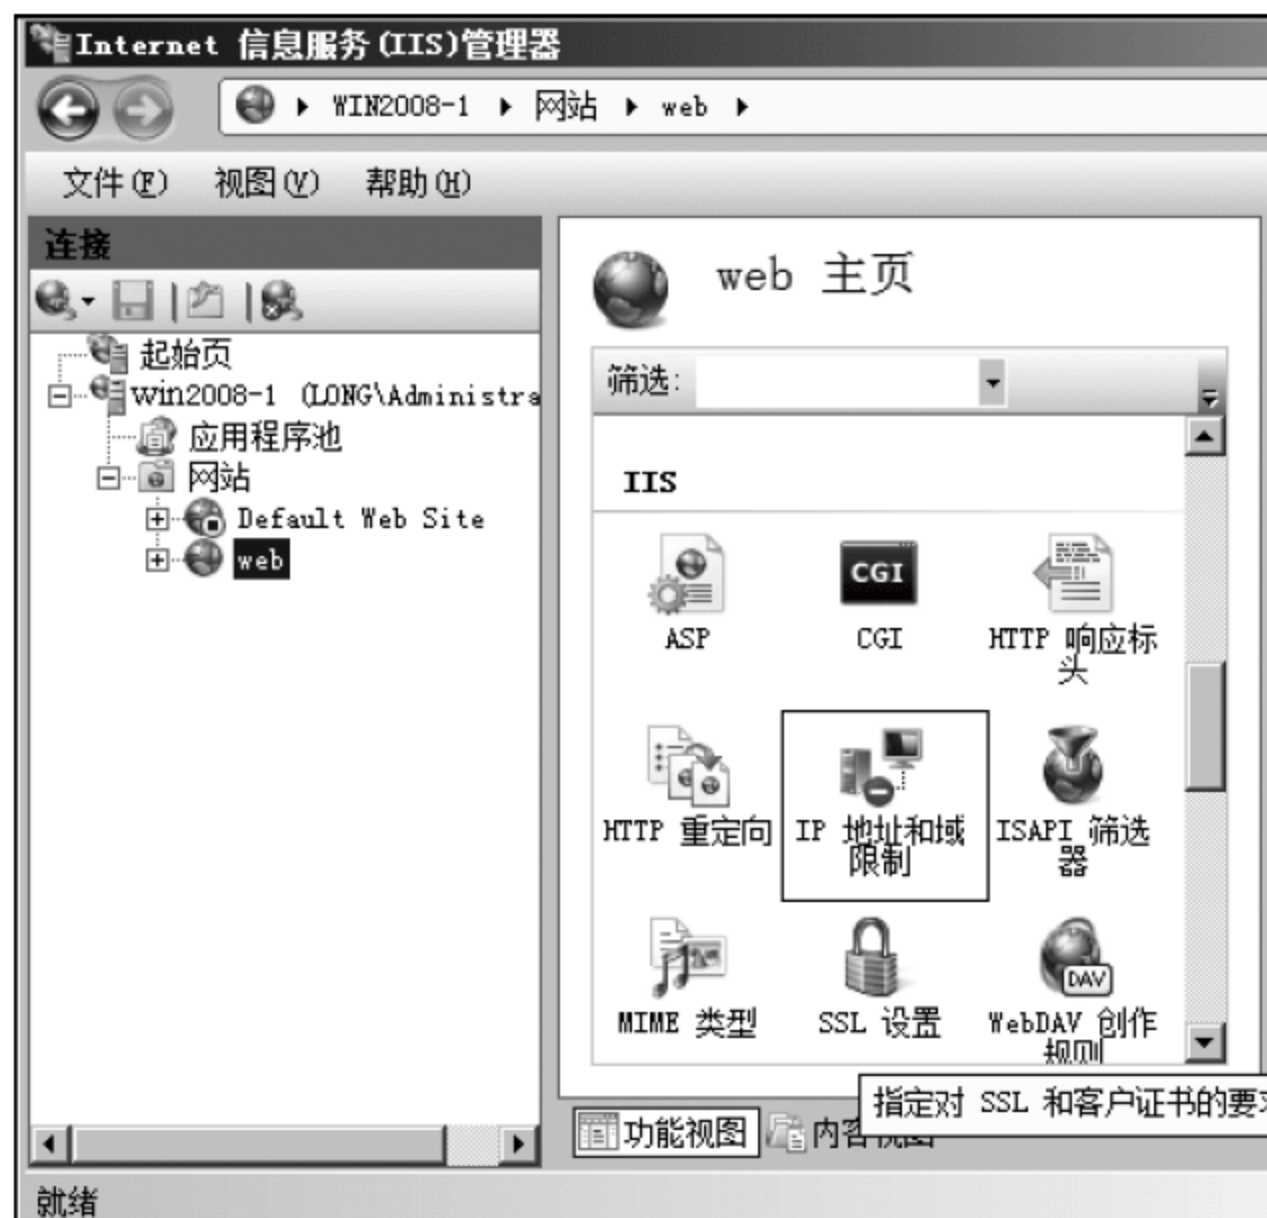 Internet 信息服务(IIS)管理器
WIN2008-1 网站 web
文件(F) 视图(V) 帮助(H)
连接
web 主页
筛选:
起始页
win2008-1 (LONG\Administra
应用程序池
网站
Default Web Site
web
IIS
ASP
CGI
HTTP 响应标
头
HTTP 重定向
IP 地址和域
限制
ISAPI 筛选
器
MIME 类型
SSL 设置
WebDAV 创作
规则
DAV
指定对 SSL 和客户证书的要求
功能视图
内容视图
就绪